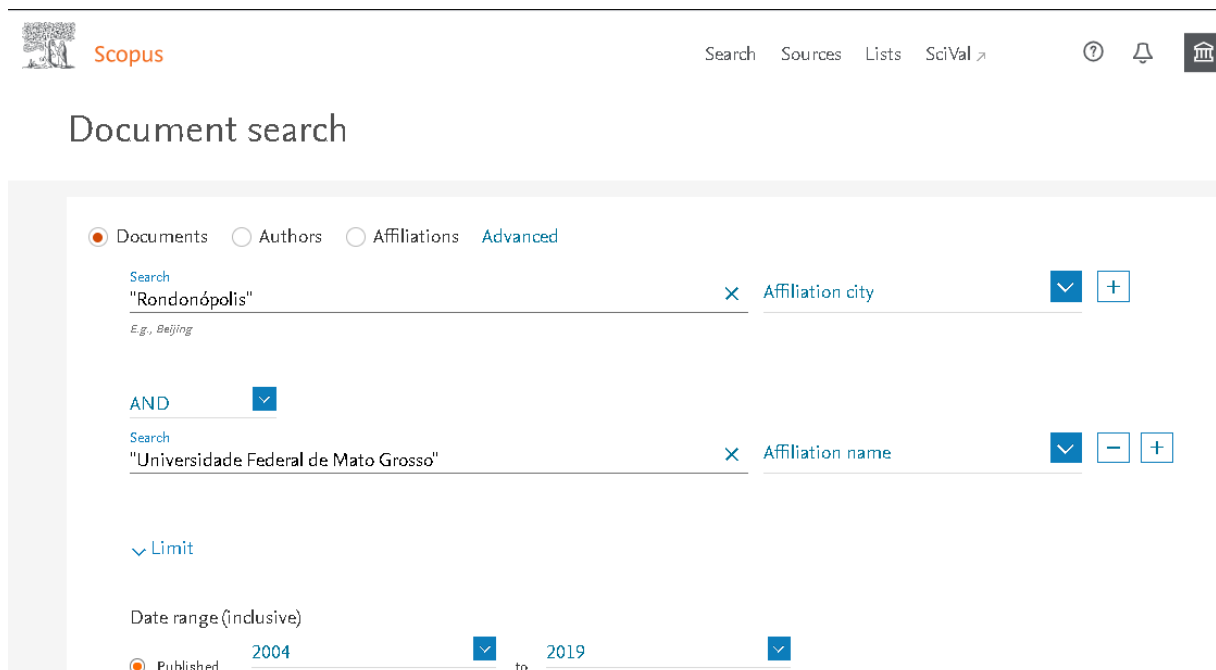 Scopus Search Sources Lists SciVal ↗
Document search
Documents Authors Affiliations Advanced
Search
"Rondonópolis" Affiliation city
E.g., Beijing
AND
Search
"Universidade Federal de Mato Grosso" Affiliation name
Limit
Date range (inclusive)
Published 2004 to 2019